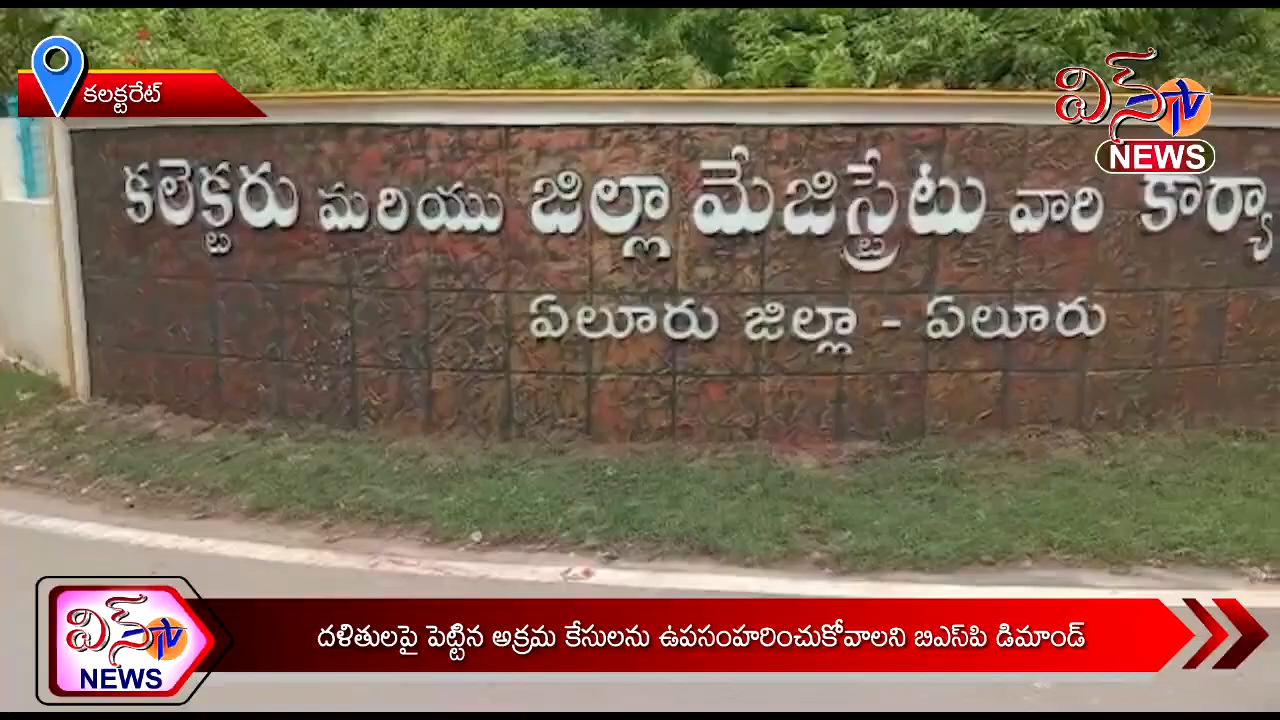 కలక్టరేట్
విన్ TV
NEWS
కలెక్టరు మరియు జిల్లా మేజిస్ట్రేటు వారి కార్యా
ఏలూరు జిల్లా - ఏలూరు
దళితులపై పెట్టిన అక్రమ కేసులను ఉపసంహరించుకోవాలని బిఎస్‌పి డిమాండ్
విన్ TV
NEWS